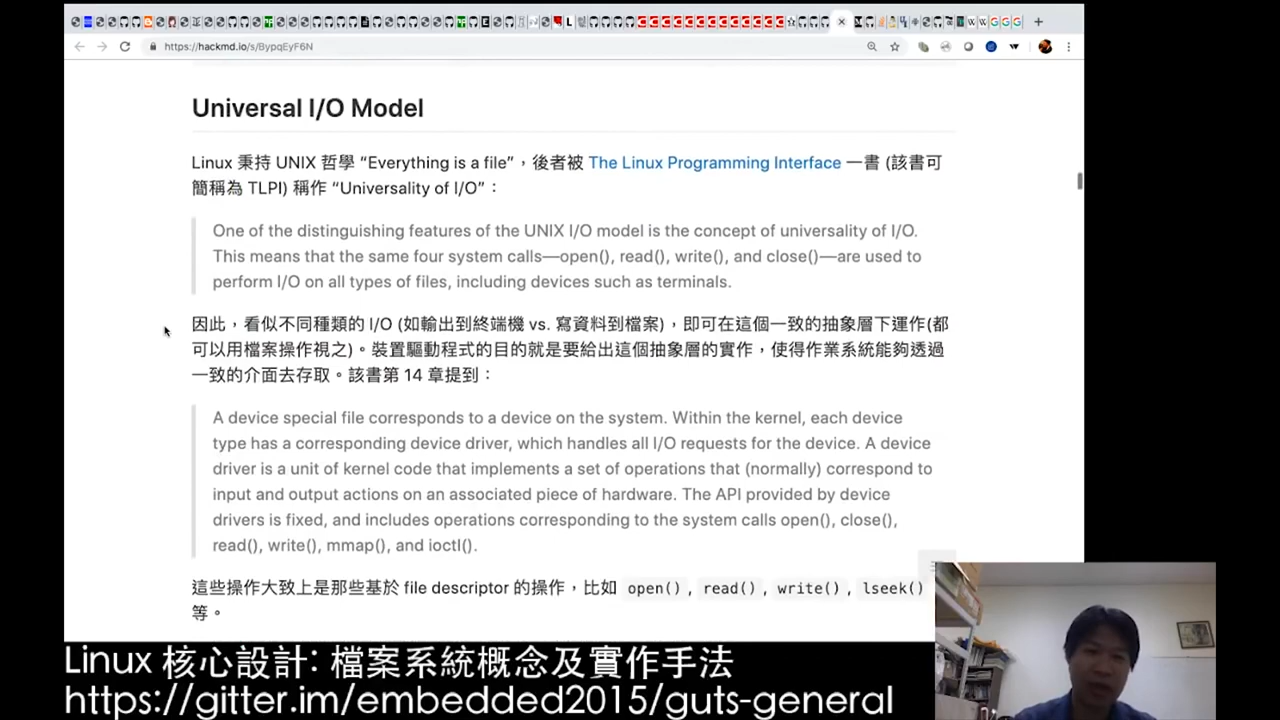 https://hackmd.io/s/BypqEyF6N
Universal I/O Model
Linux 秉持 UNIX 哲學 “Everything is a file”，後者被 The Linux Programming Interface 一書 (該書可
簡稱為 TLPI) 稱作 “Universality of I/O”：
One of the distinguishing features of the UNIX I/O model is the concept of universality of I/O.
This means that the same four system calls—open(), read(), write(), and close()—are used to
perform I/O on all types of files, including devices such as terminals.
因此，看似不同種類的 I/O (如輸出到終端機 vs. 寫資料到檔案)，即可在這個一致的抽象層下運作(都
可以用檔案操作視之)。裝置驅動程式的目的就是要給出這個抽象層的實作，使得作業系統能夠透過
一致的介面去存取。該書第 14 章提到：
A device special file corresponds to a device on the system. Within the kernel, each device
type has a corresponding device driver, which handles all I/O requests for the device. A device
driver is a unit of kernel code that implements a set of operations that (normally) correspond to
input and output actions on an associated piece of hardware. The API provided by device
drivers is fixed, and includes operations corresponding to the system calls open(), close(),
read(), write(), mmap(), and ioctl().
這些操作大致上是那些基於 file descriptor 的操作，比如 open() , read() , write() , lseek()
等。
Linux 核心設計: 檔案系統概念及實作手法
https://gitter.im/embedded2015/guts-general